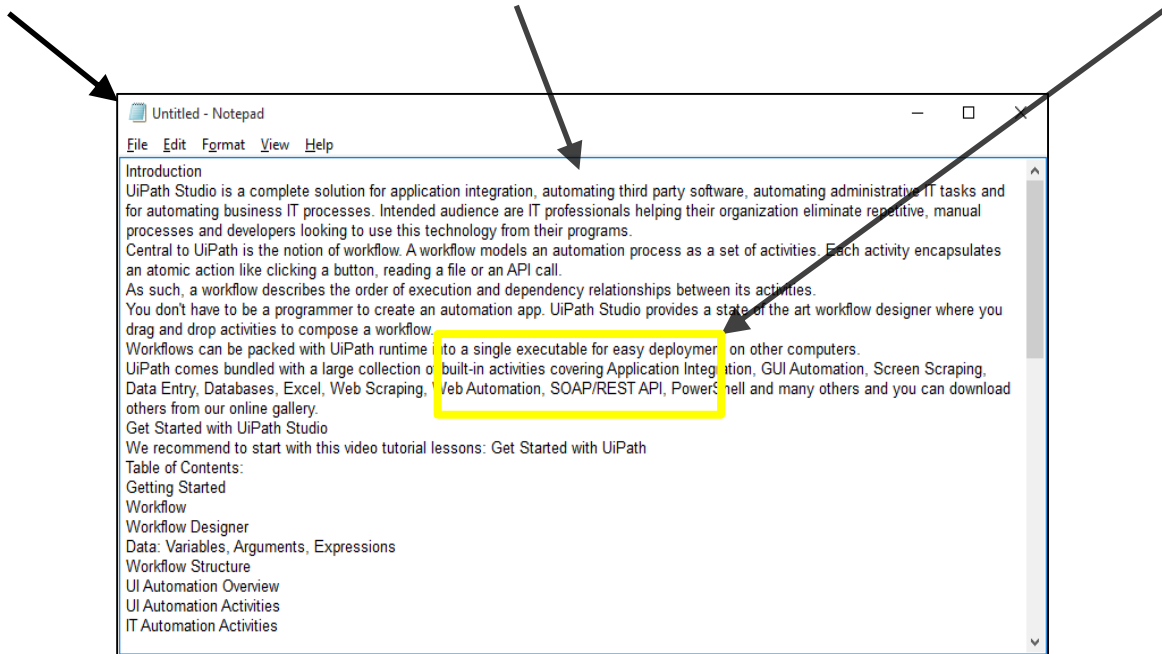 Untitled - Notepad
File Edit Format View Help
Introduction
UiPath Studio is a complete solution for application integration, automating third party software, automating administrative IT tasks and
for automating business IT processes. Intended audience are IT professionals helping their organization eliminate repetitive, manual
processes and developers looking to use this technology from their programs.
Central to UiPath is the notion of workflow. A workflow models an automation process as a set of activities. Each activity encapsulates
an atomic action like clicking a button, reading a file or an API call.
As such, a workflow describes the order of execution and dependency relationships between its activities.
You don't have to be a programmer to create an automation app. UiPath Studio provides a state of the art workflow designer where you
drag and drop activities to compose a workflow.
Workflows can be packed with UiPath runtime into a single executable for easy deployment on other computers.
UiPath comes bundled with a large collection of built-in activities covering Application Integration, GUI Automation, Screen Scraping,
Data Entry, Databases, Excel, Web Scraping, Web Automation, SOAP/REST API, PowerShell and many others and you can download
others from our online gallery.
Get Started with UiPath Studio
We recommend to start with this video tutorial lessons: Get Started with UiPath
Table of Contents:
Getting Started
Workflow
Workflow Designer
Data: Variables, Arguments, Expressions
Workflow Structure
UI Automation Overview
UI Automation Activities
IT Automation Activities